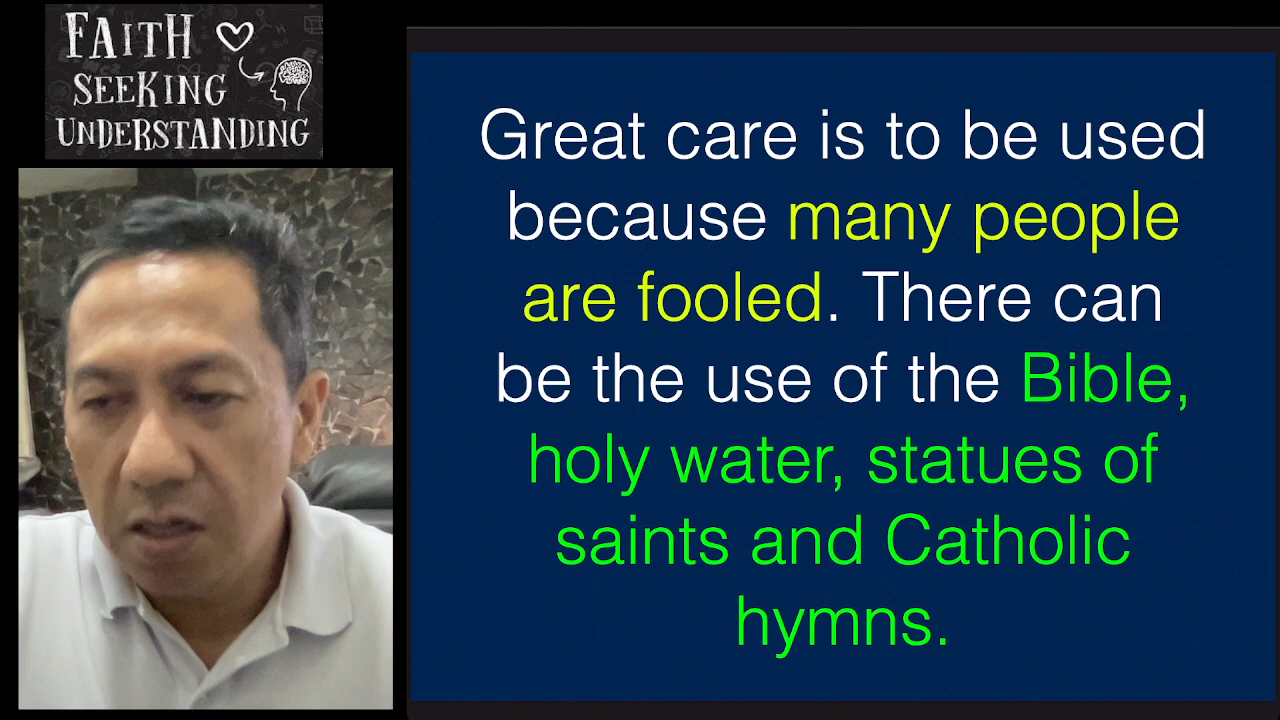 FAITH
SEEKING
UNDERSTANDING
Great care is to be used
because many people
are fooled. There can
be the use of the Bible,
holy water, statues of
saints and Catholic
hymns.